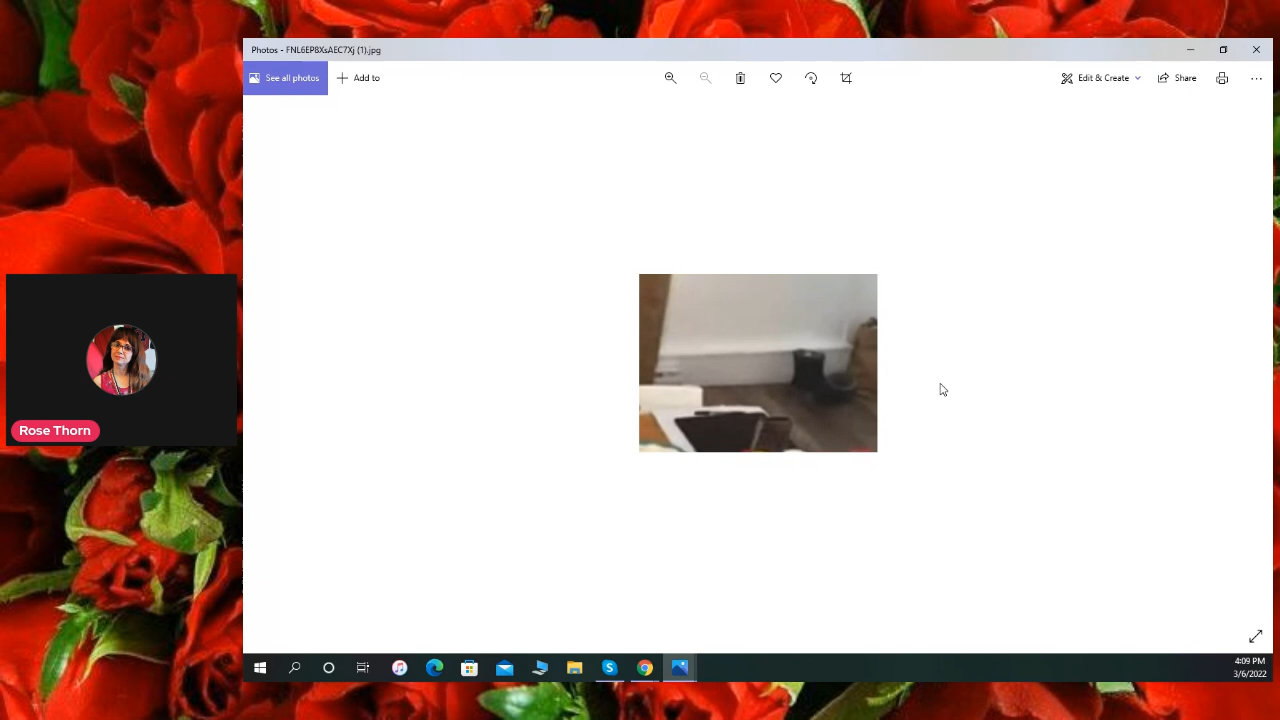 Photos - FNL6EP8XsAEC7Xj (1).jpg
See all photos
Add to
Edit & Create
Share
Rose Thorn
4:09 PM
3/6/2022